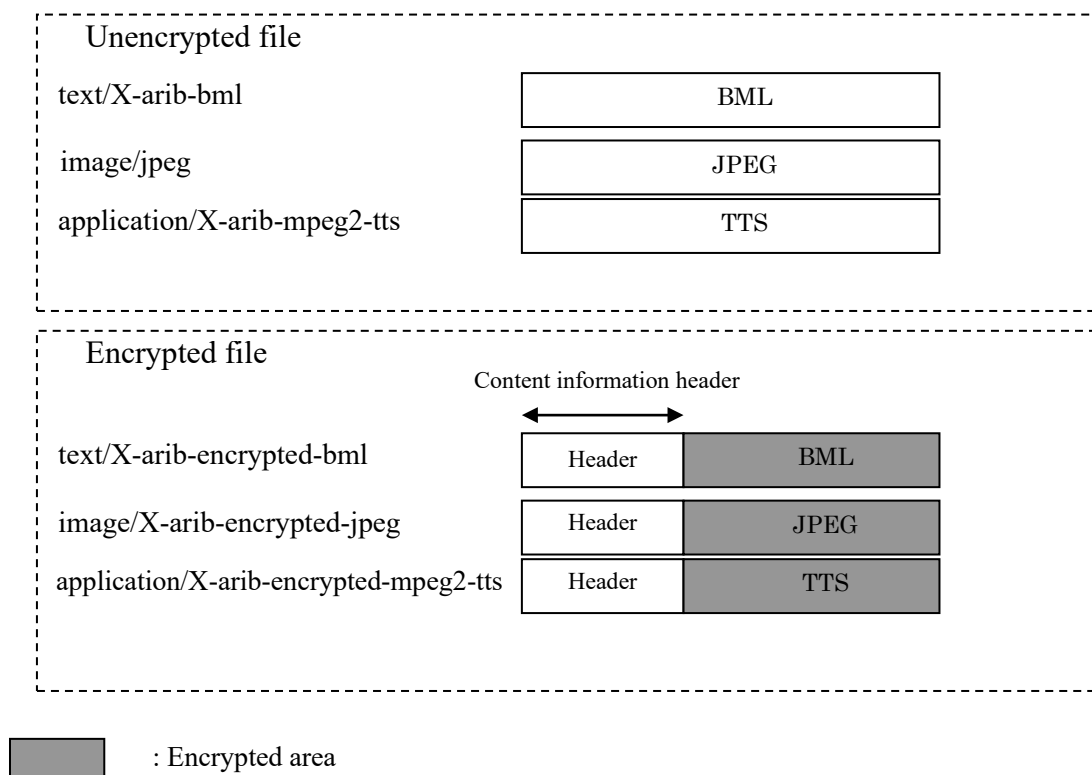 Unencrypted file
text/X-arib-bml BML
image/jpeg JPEG
application/X-arib-mpeg2-tts TTS
Encrypted file
Content information header
text/X-arib-encrypted-bml Header BML
image/X-arib-encrypted-jpeg Header JPEG
application/X-arib-encrypted-mpeg2-tts Header TTS
: Encrypted area